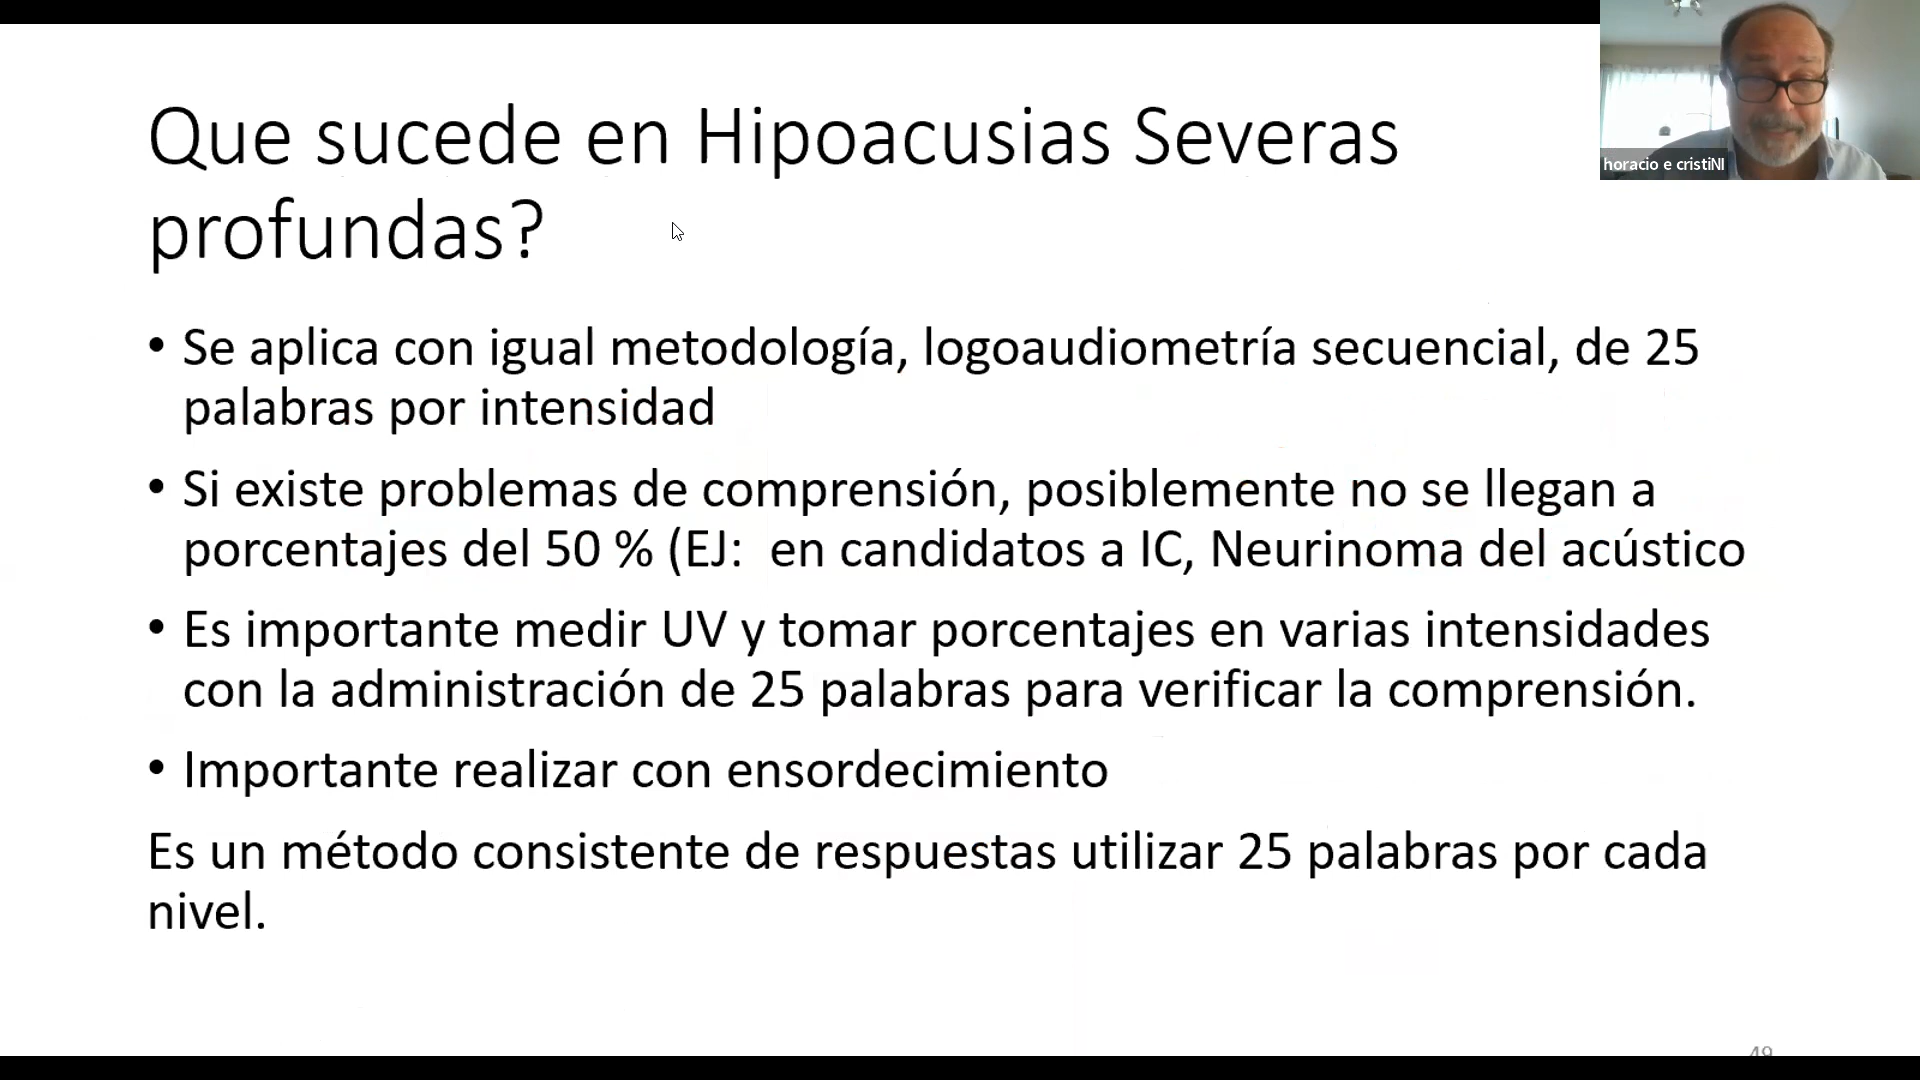 Que sucede en Hipoacusias Severas
profundas?
horacio e cristiNI
• Se aplica con igual metodología, logoaudiometría secuencial, de 25
palabras por intensidad
• Si existe problemas de comprensión, posiblemente no se llegan a
porcentajes del 50 % (EJ:  en candidatos a IC, Neurinoma del acústico
• Es importante medir UV y tomar porcentajes en varias intensidades
con la administración de 25 palabras para verificar la comprensión.
• Importante realizar con ensordecimiento
Es un método consistente de respuestas utilizar 25 palabras por cada
nivel.